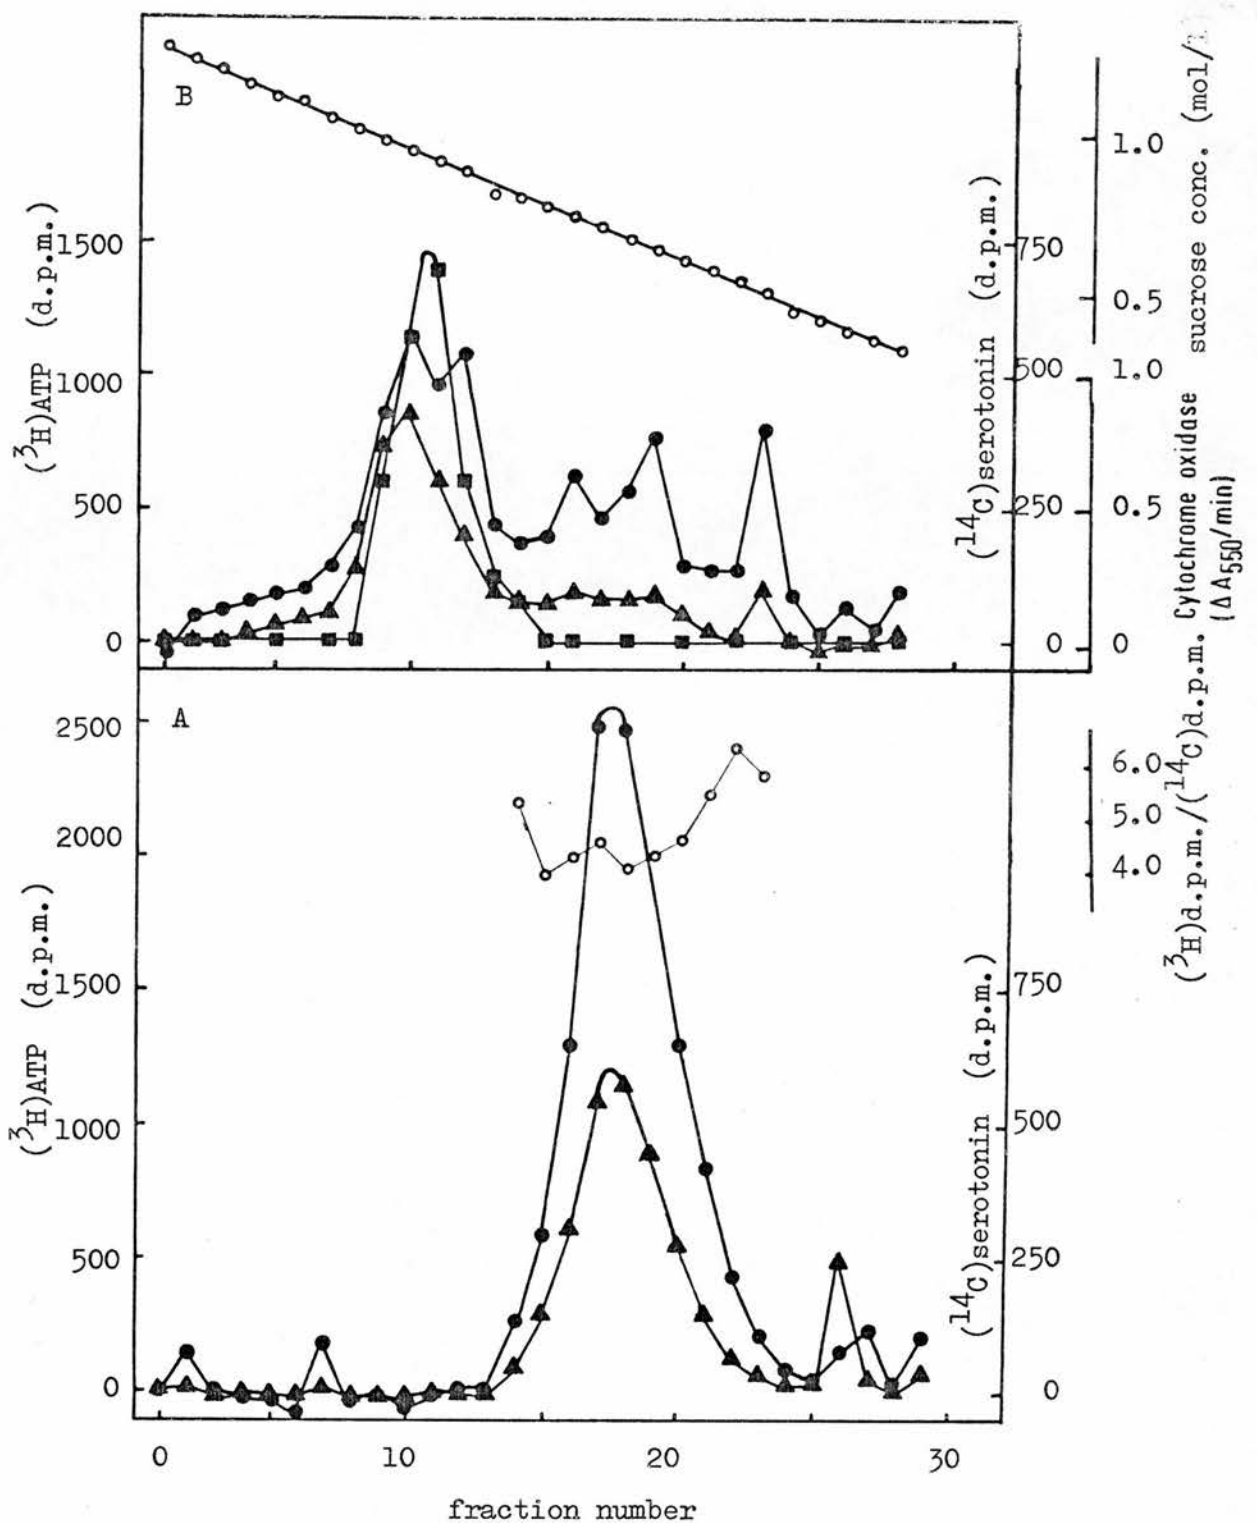 B
(³H)ATP (d.p.m.)
1500
1000
500
0
(¹⁴C)serotonin (d.p.m.)
750
500
250
0
sucrose conc. (mol/
1.0
0.5
Cytochrome oxidase
(ΔA₅₅₀/min)
1.0
0.5
0
A
(³H)ATP (d.p.m.)
2500
2000
1500
1000
500
0
(¹⁴C)serotonin (d.p.m.)
750
500
250
0
(³H)d.p.m./(¹⁴C)d.p.m.
6.0
5.0
4.0
0 10 20 30
fraction number